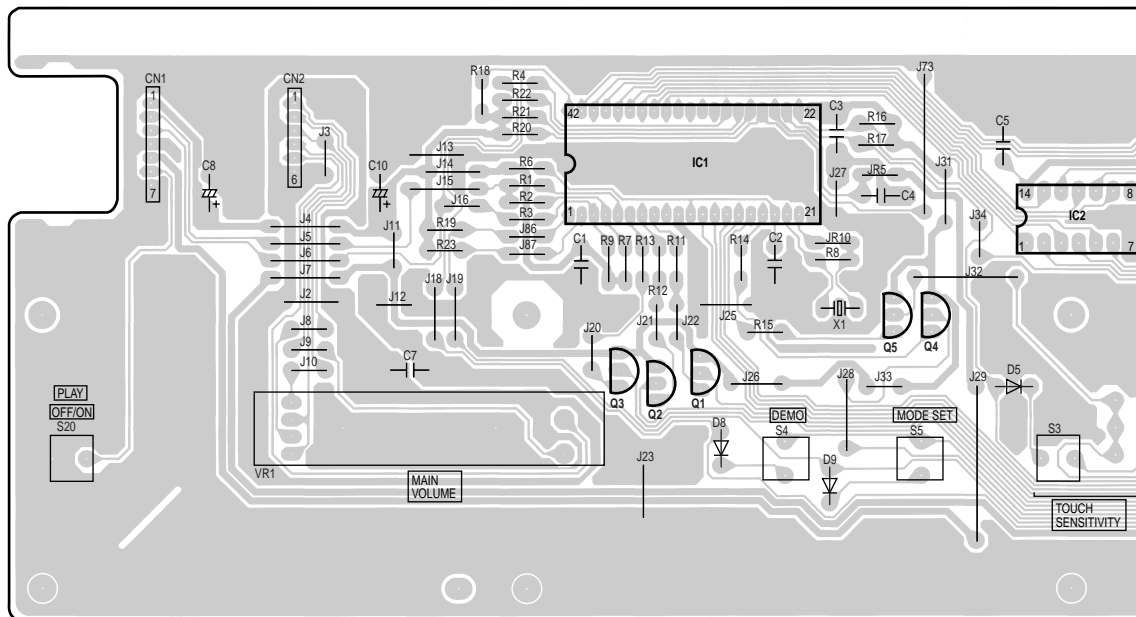 CN1
1
7
C8
CN2
1
6
J3
C10
R18
R4
R22
R21
R20
J13
J14
J15
J16
R6
R1
R2
R3
J86
J87
R19
R23
42
22
IC1
1
21
C3
R16
R17
J73
JR5
J27
C4
J31
C5
14
8
IC2
1
7
J34
J4
J5
J6
J7
J2
J8
J9
J10
J11
J12
J18
J19
C1
R9
R7
R13
R11
R14
C2
JR10
R8
J32
R12
J25
X1
J20
J21
J22
R15
Q5
Q4
C7
Q3
Q2
Q1
J26
J28
J33
J29
D5
PLAY
OFF/ON
S20
VR1
MAIN
VOLUME
J23
D8
DEMO
S4
D9
MODE SET
S5
S3
TOUCH
SENSITIVITY